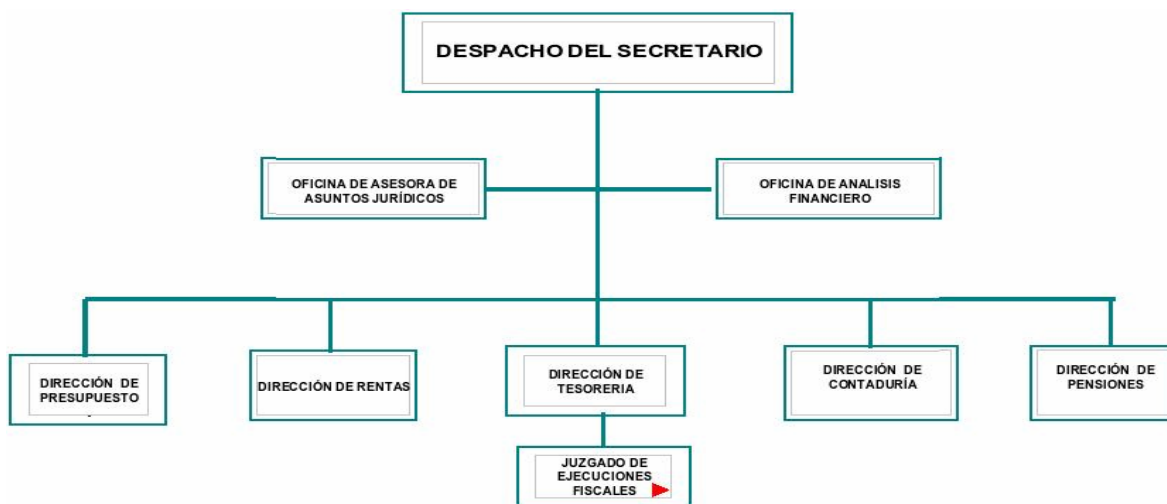 DESPACHO DEL SECRETARIO
OFICINA DE ASESORA DE
ASUNTOS JURÍDICOS
OFICINA DE ANALISIS
FINANCIERO
DIRECCIÓN DE
PRESUPUESTO
DIRECCIÓN DE RENTAS
DIRECCIÓN DE
TESORERIA
DIRECCIÓN DE
CONTADURÍA
DIRECCIÓN DE
PENSIONES
JUZGADO DE
EJECUCIONES
FISCALES